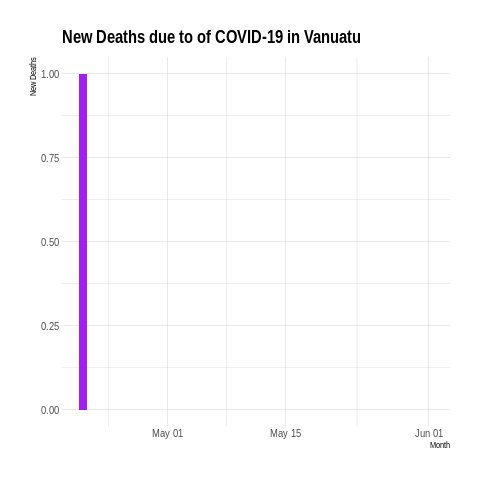 New Deaths due to of COVID-19 in Vanuatu
New Deaths
1.00
0.75
0.50
0.25
0.00
May 01 May 15 Jun 01
Month